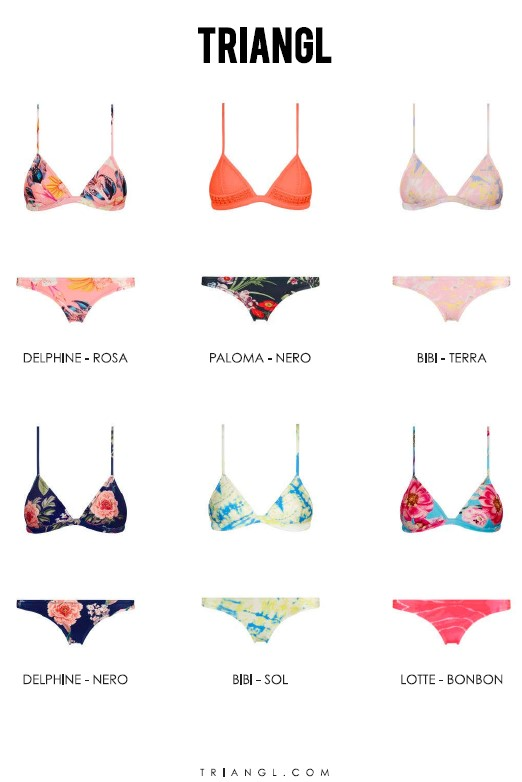 TRIANGL
DELPHINE - ROSA
PALOMA - NERO
BIBI - TERRA
DELPHINE - NERO
BIBI - SOL
LOTTE - BONBON
TRIANGL.COM